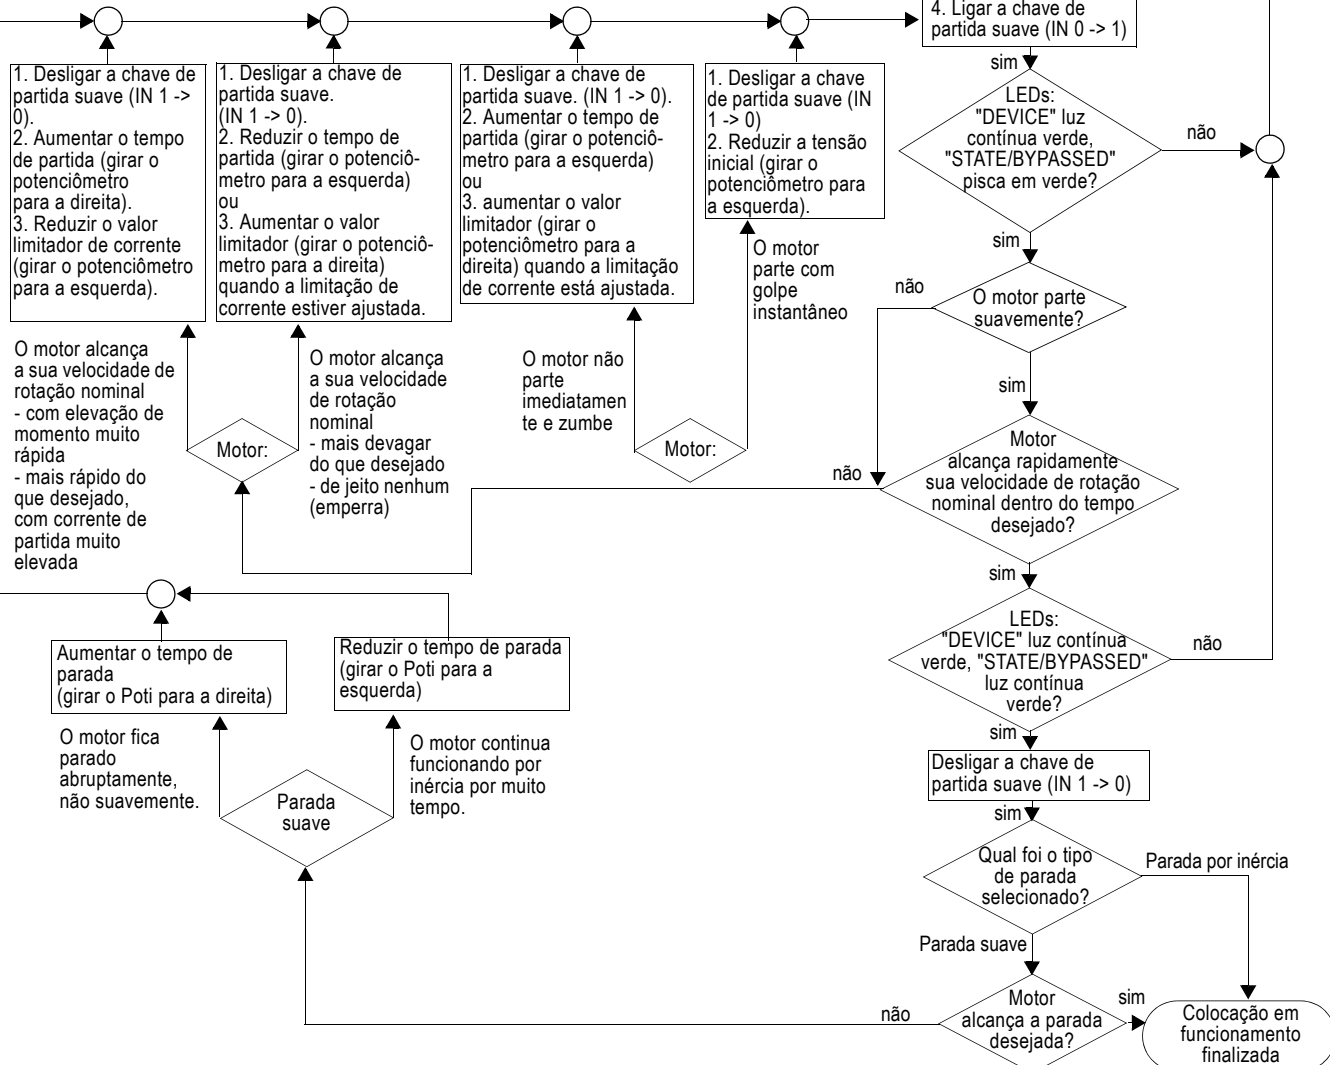 4. Ligar a chave de
partida suave (IN 0 -> 1)
sim
1. Desligar a chave de
partida suave (IN 1 ->
0).
2. Aumentar o tempo
de partida (girar o
potenciômetro
para a direita).
3. Reduzir o valor
limitador de corrente
(girar o potenciômetro
para a esquerda).
1. Desligar a chave de
partida suave.
(IN 1 -> 0).
2. Reduzir o tempo de
partida (girar o potenciô-
metro para a esquerda)
ou
3. Aumentar o valor
limitador (girar o potenciô-
metro para a direita)
quando a limitação de
corrente estiver ajustada.
1. Desligar a chave de
partida suave. (IN 1 -> 0).
2. Aumentar o tempo de
partida (girar o potenciô-
metro para a esquerda)
ou
3. aumentar o valor
limitador (girar o
potenciômetro para a
direita) quando a limitação
de corrente está ajustada.
1. Desligar a chave
de partida suave (IN
1 -> 0)
2. Reduzir a tensão
inicial (girar o
potenciômetro para
a esquerda).
LEDs:
"DEVICE" luz
contínua verde,
"STATE/BYPASSED"
pisca em verde?
não
sim
O motor
parte com
golpe
instantâneo
não
O motor parte
suavemente?
sim
O motor alcança
a sua velocidade de
rotação nominal
- com elevação de
momento muito
rápida
- mais rápido do
que desejado,
com corrente de
partida muito
elevada
Motor:
O motor alcança
a sua velocidade
de rotação
nominal
- mais devagar
do que desejado
- de jeito nenhum
(emperra)
O motor não
parte
imediatamen
te e zumbe
Motor:
não
Motor
alcança rapidamente
sua velocidade de rotação
nominal dentro do tempo
desejado?
sim
LEDs:
"DEVICE" luz contínua
verde, "STATE/BYPASSED"
luz contínua
verde?
não
sim
Aumentar o tempo de
parada
(girar o Poti para a direita)
Reduzir o tempo de parada
(girar o Poti para a
esquerda)
O motor fica
parado
abruptamente,
não suavemente.
O motor continua
funcionando por
inércia por muito
tempo.
Parada
suave
Desligar a chave de
partida suave (IN 1 -> 0)
sim
Qual foi o tipo
de parada
selecionado?
Parada por inércia
Parada suave
não
Motor
alcança a parada
desejada?
sim
Colocação em
funcionamento
finalizada